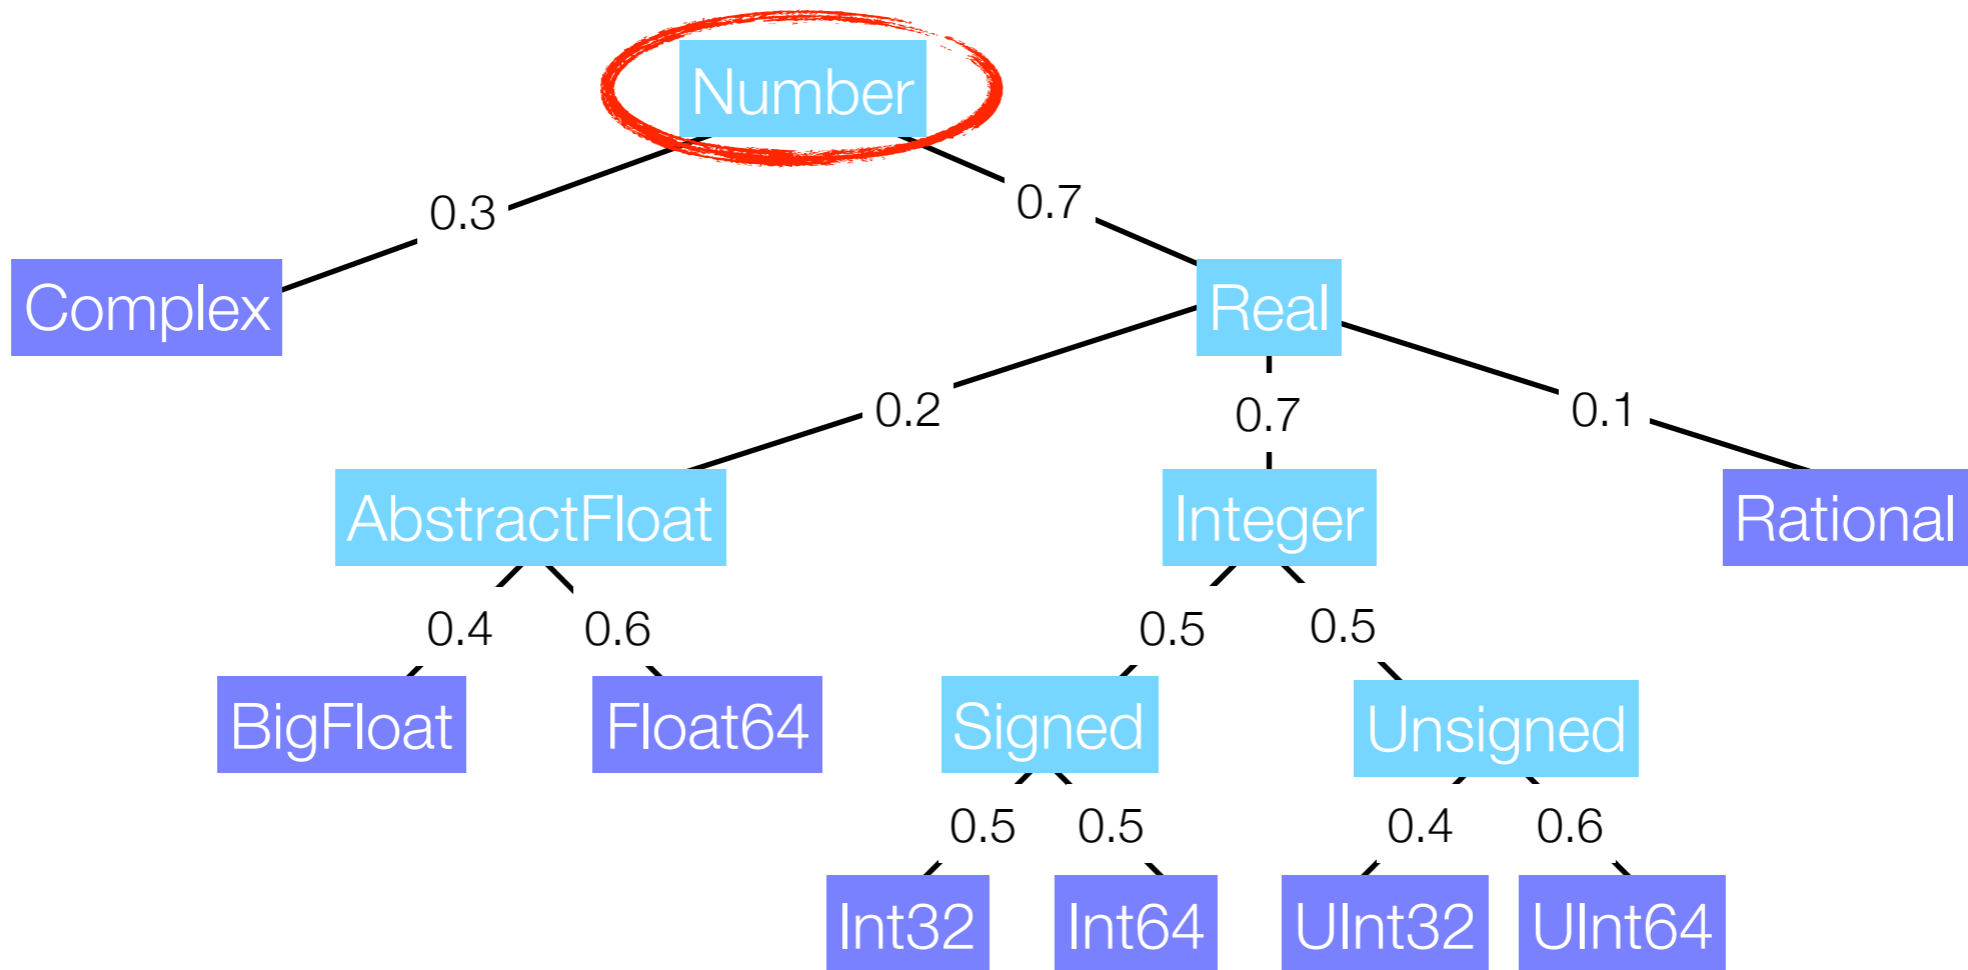 Number
0.3
0.7
Complex
Real
0.2
0.7
0.1
AbstractFloat
Integer
Rational
0.4
0.6
0.5
0.5
BigFloat
Float64
Signed
Unsigned
0.5
0.5
0.4
0.6
Int32
Int64
UInt32
UInt64